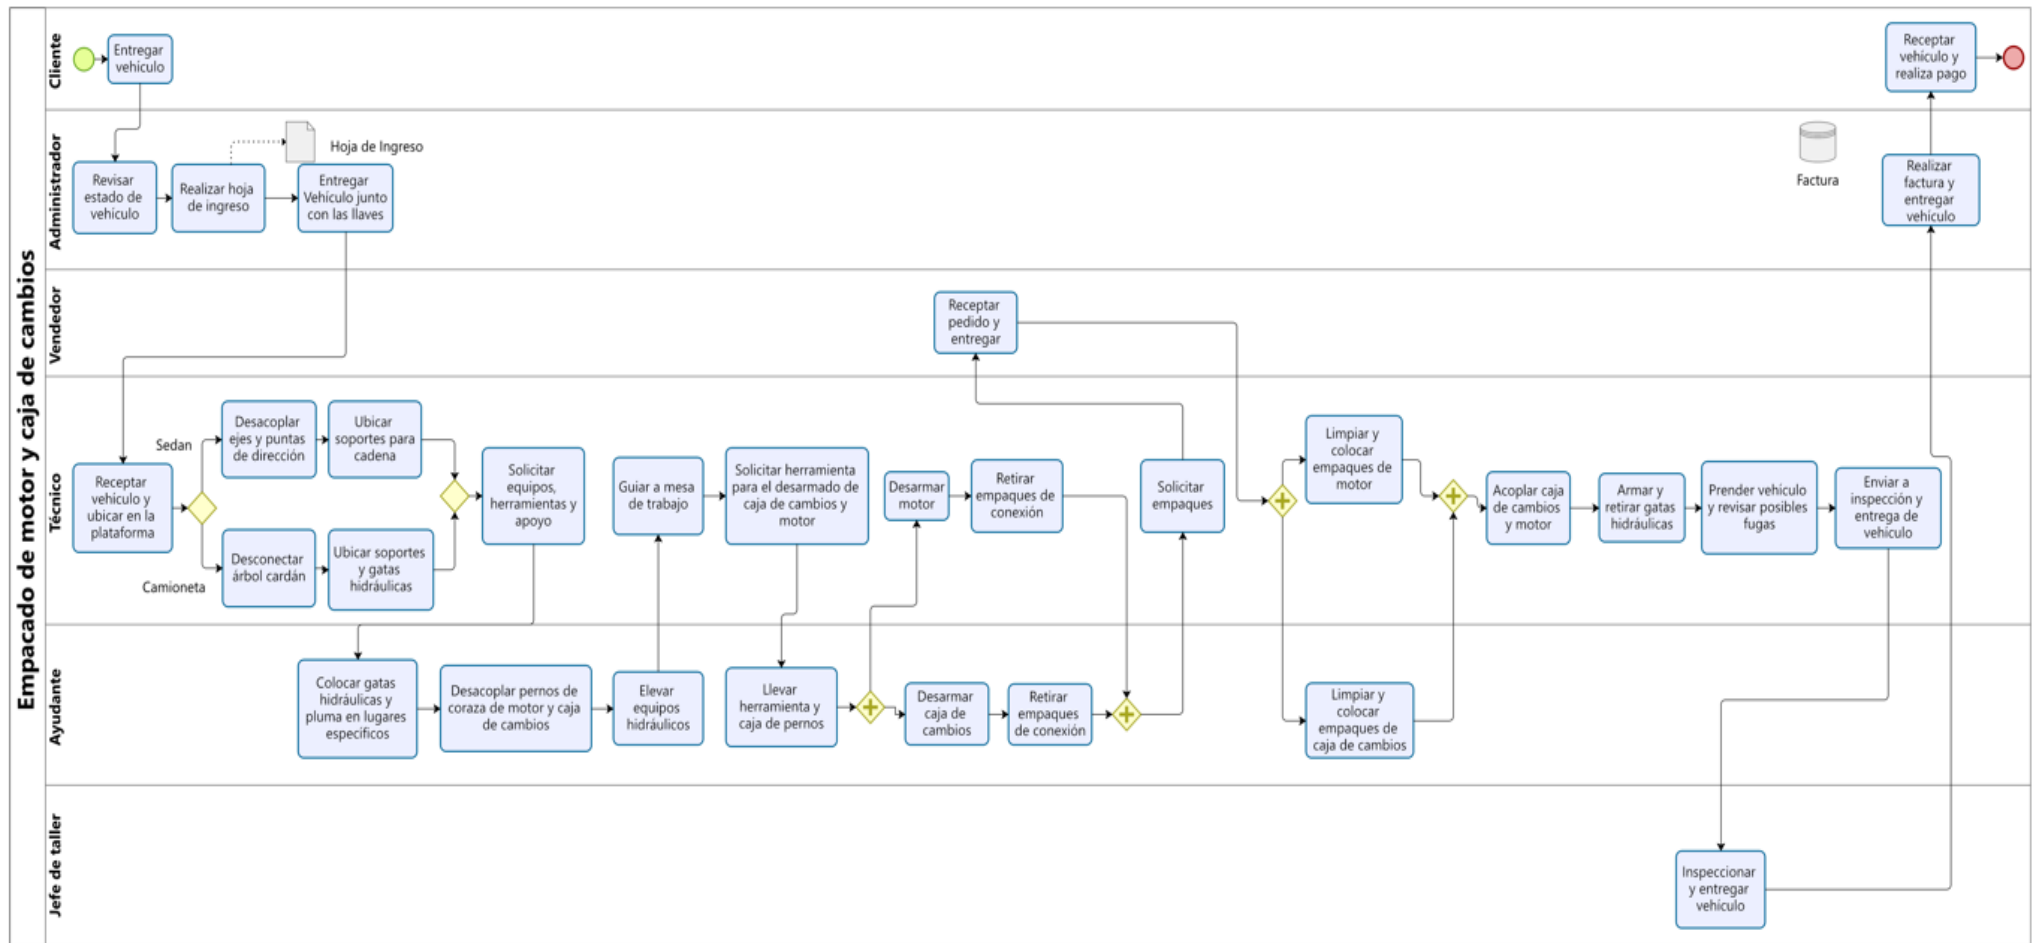 Empacado de motor y caja de cambios
Cliente
Entregar
vehículo
Receptar
vehículo y
realiza pago
Administrador
Hoja de Ingreso
Revisar
estado de
vehículo
Realizar hoja
de ingreso
Entregar
Vehículo junto
con las llaves
Factura
Realizar
factura y
entregar
vehículo
Vendedor
Receptar
pedido y
entregar
Técnico
Receptar
vehículo y
ubicar en la
plataforma
Sedan
Camioneta
Desacoplar
ejes y puntas
de dirección
Ubicar
soportes para
cadena
Desconectar
árbol cardán
Ubicar soportes
y gatas
hidráulicas
Solicitar
equipos,
herramientas y
apoyo
Guiar a mesa
de trabajo
Solicitar herramienta
para el desarmado de
caja de cambios y
motor
Desarmar
motor
Retirar
empaques de
conexión
Solicitar
empaques
Limpiar y
colocar
empaques de
motor
Acoplar caja
de cambios
y motor
Armar y
retirar gatas
hidráulicas
Prender vehículo
y revisar posibles
fugas
Enviar a
inspección y
entrega de
vehículo
Ayudante
Colocar gatas
hidráulicas y
pluma en lugares
específicos
Desacoplar pernos de
coraza de motor y caja
de cambios
Elevar
equipos
hidráulicos
Llevar
herramienta y
caja de pernos
Desarmar
caja de
cambios
Retirar
empaques
de conexión
Limpiar y
colocar
empaques de
caja de cambios
Jefe de taller
Inspeccionar
y entregar
vehículo